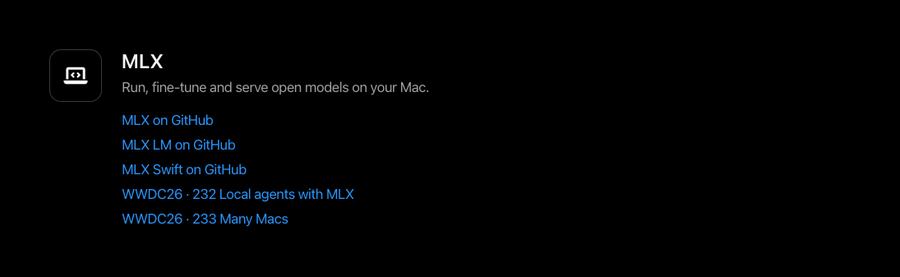 MLX
Run, fine-tune and serve open models on your Mac.
MLX on GitHub
MLX LM on GitHub
MLX Swift on GitHub
WWDC26 · 232 Local agents with MLX
WWDC26 · 233 Many Macs